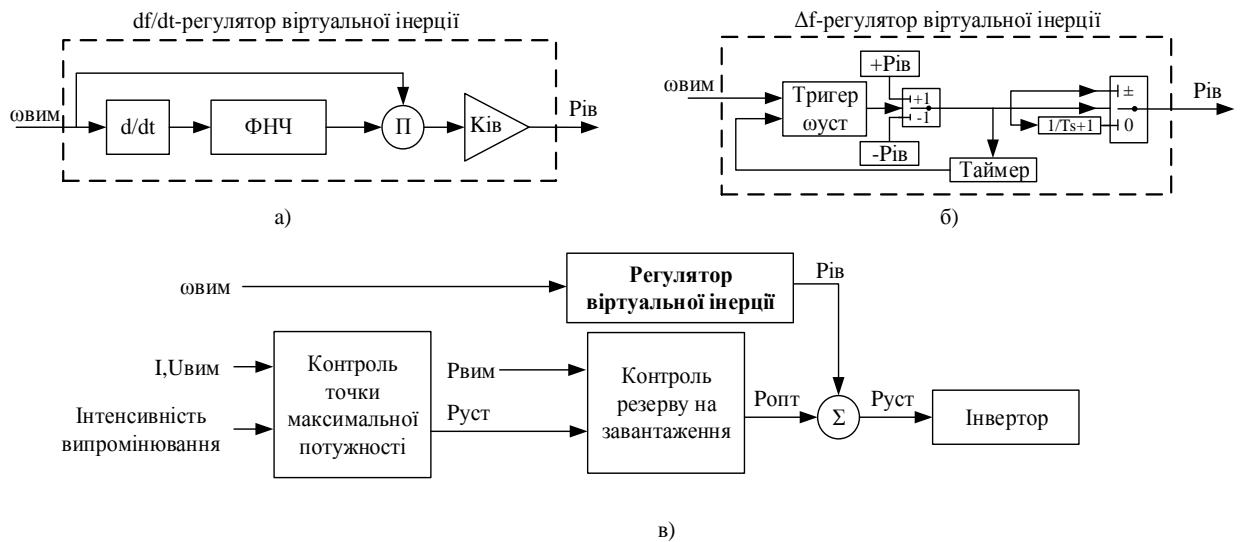 df/dt-регулятор віртуальної інерції
ωвим
d/dt
ФНЧ
П
Ків
Рів
а)
Δf-регулятор віртуальної інерції
ωвим
Тригер
ωуст
+Рів
+1
-1
-Рів
Таймер
±
1/Ts+1
0
Рів
б)
ωвим
Регулятор
віртуальної інерції
Рів
I,Uвим
Інтенсивність
випромінювання
Контроль
точки
максимальної
потужності
Рвим
Руст
Контроль
резерву на
завантаження
Ропт
Σ
Руст
Інвертор
в)